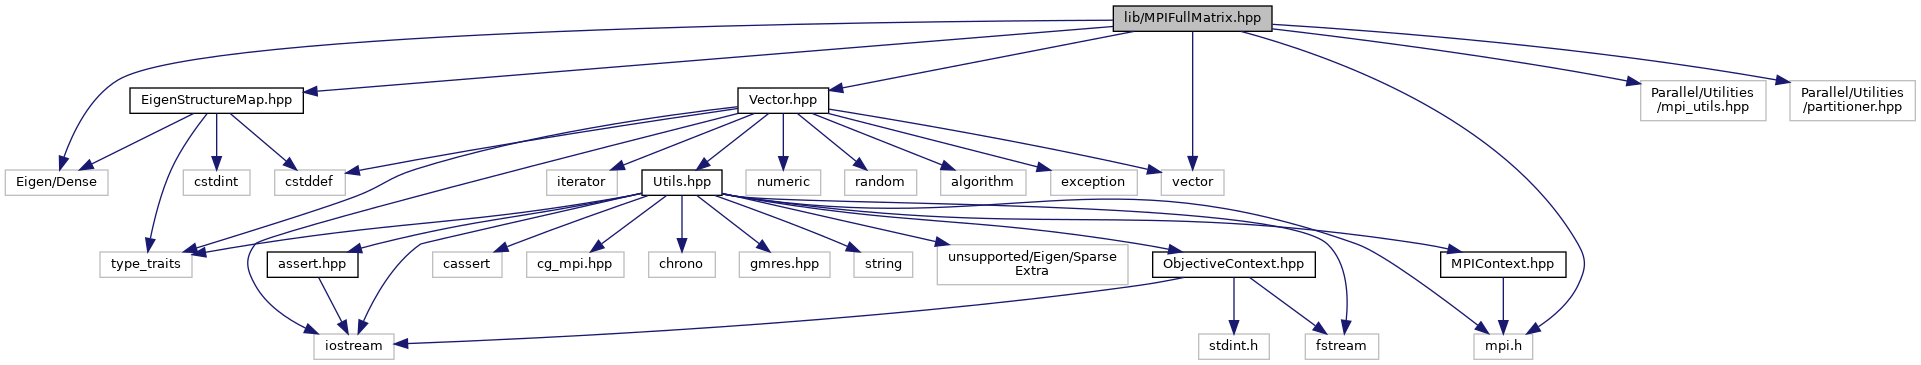 lib/MPIFullMatrix.hpp
EigenStructureMap.hpp
Vector.hpp
Parallel/Utilities
/mpi_utils.hpp
Parallel/Utilities
/partitioner.hpp
Eigen/Dense
cstdint
cstddef
iterator
Utils.hpp
numeric
random
algorithm
exception
vector
type_traits
assert.hpp
cassert
cg_mpi.hpp
chrono
gmres.hpp
string
unsupported/Eigen/Sparse
Extra
ObjectiveContext.hpp
MPIContext.hpp
iostream
stdint.h
fstream
mpi.h